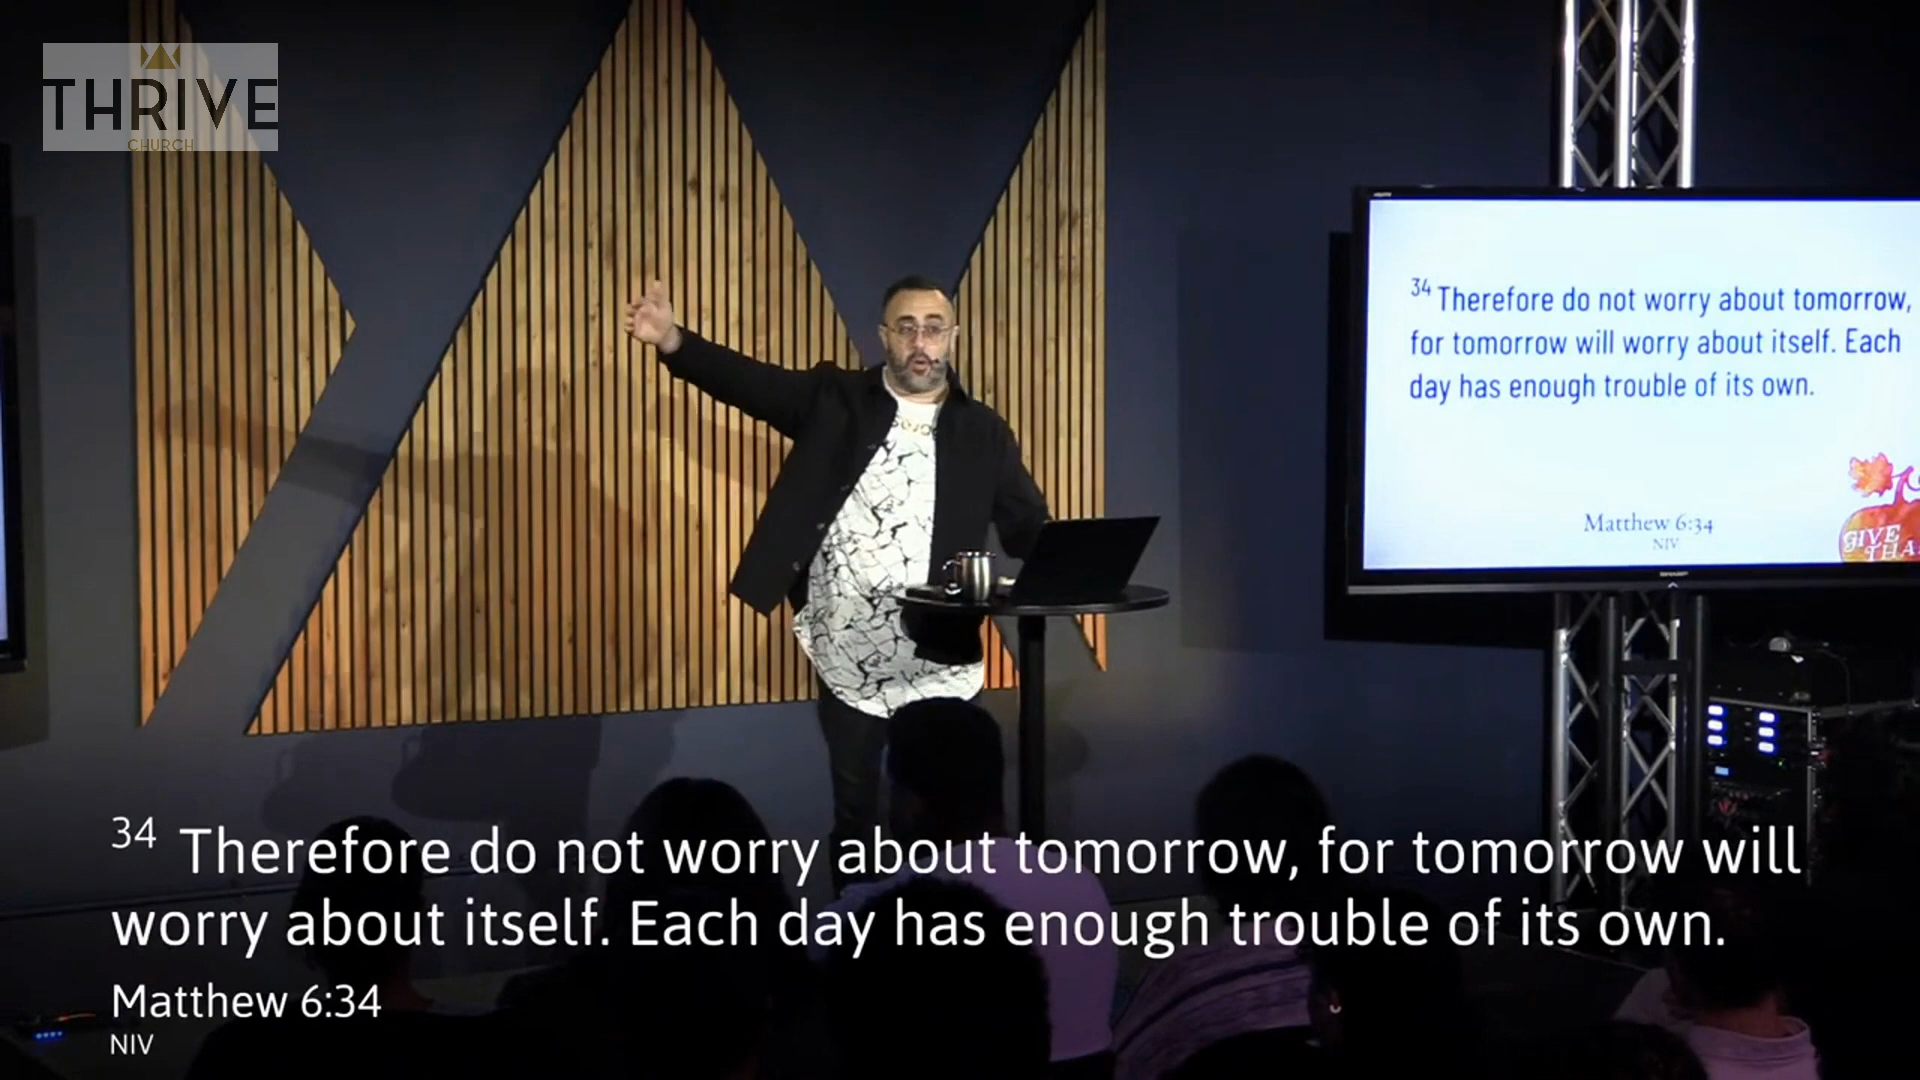 THRIVE
CHURCH
34 Therefore do not worry about tomorrow,
for tomorrow will worry about itself. Each
day has enough trouble of its own.
Matthew 6:34
NIV
GIVE
THA
34 Therefore do not worry about tomorrow, for tomorrow will
worry about itself. Each day has enough trouble of its own.
Matthew 6:34
NIV